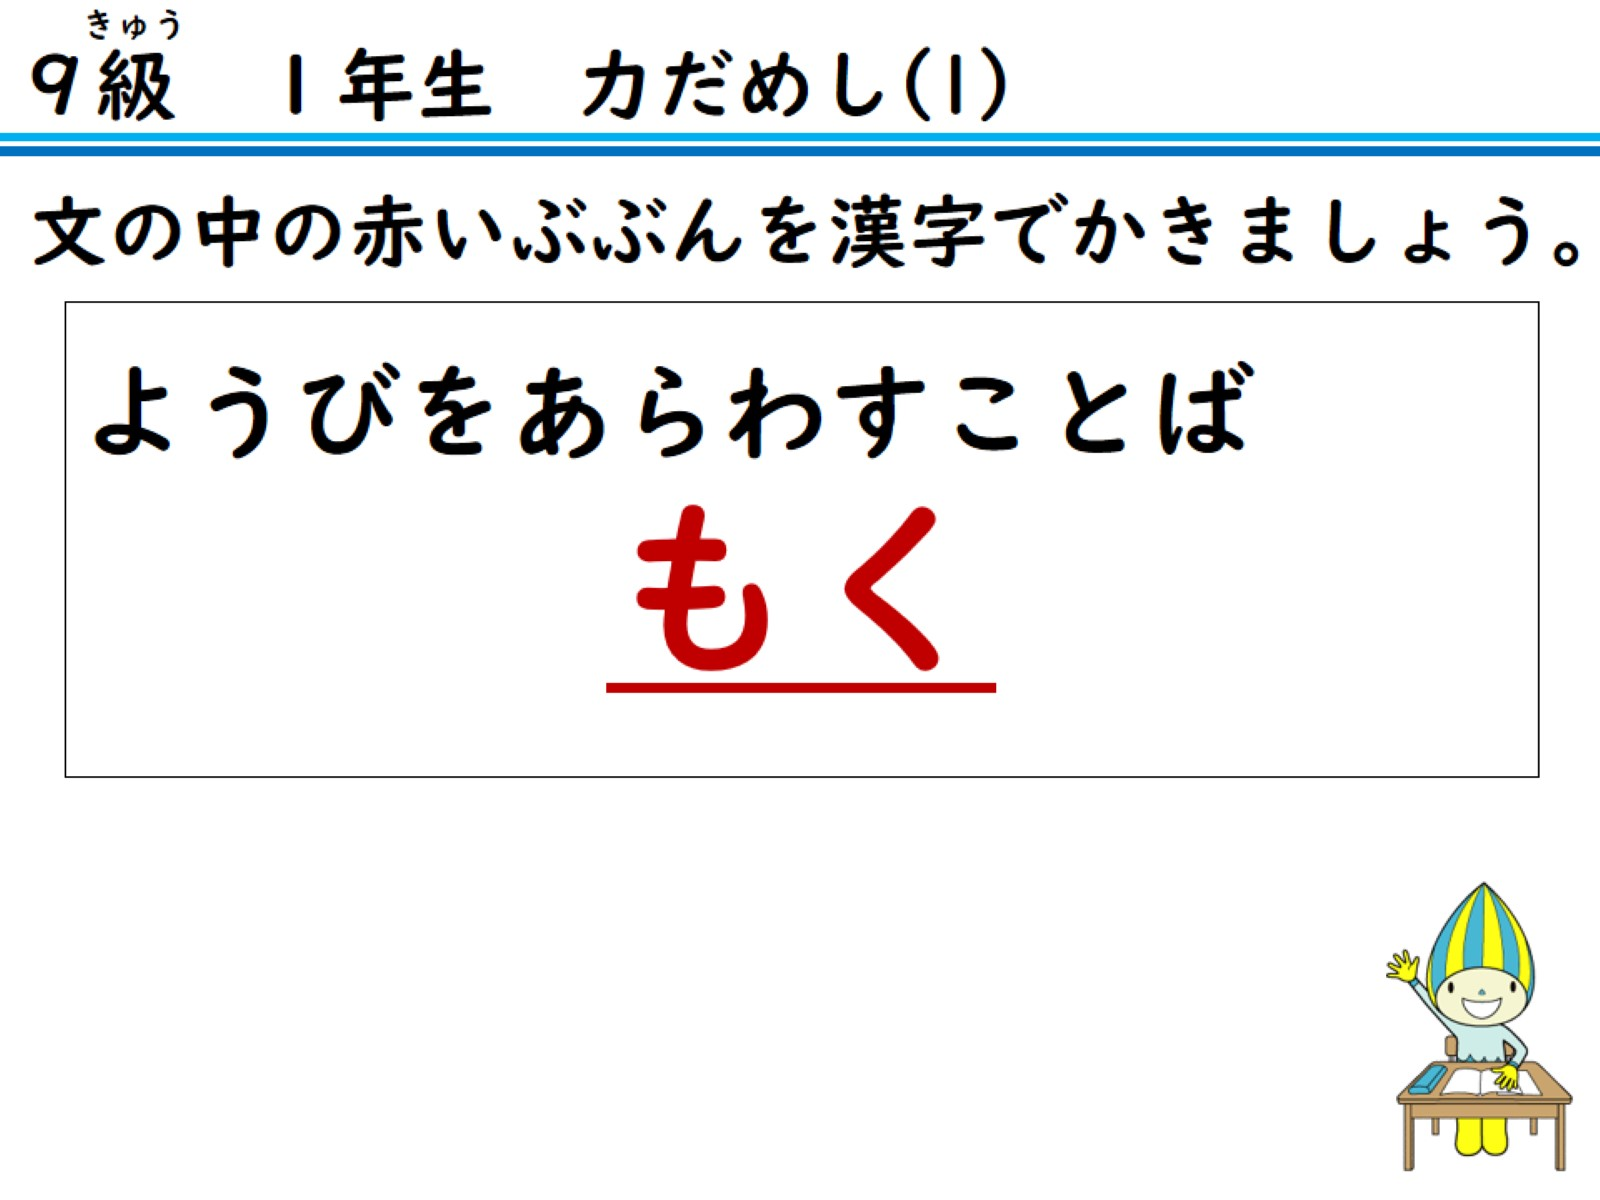 きゅう
９級　１年生　力だめし(1)
文の中の赤いぶぶんを漢字でかきましょう。
ようびをあらわすことば
もく